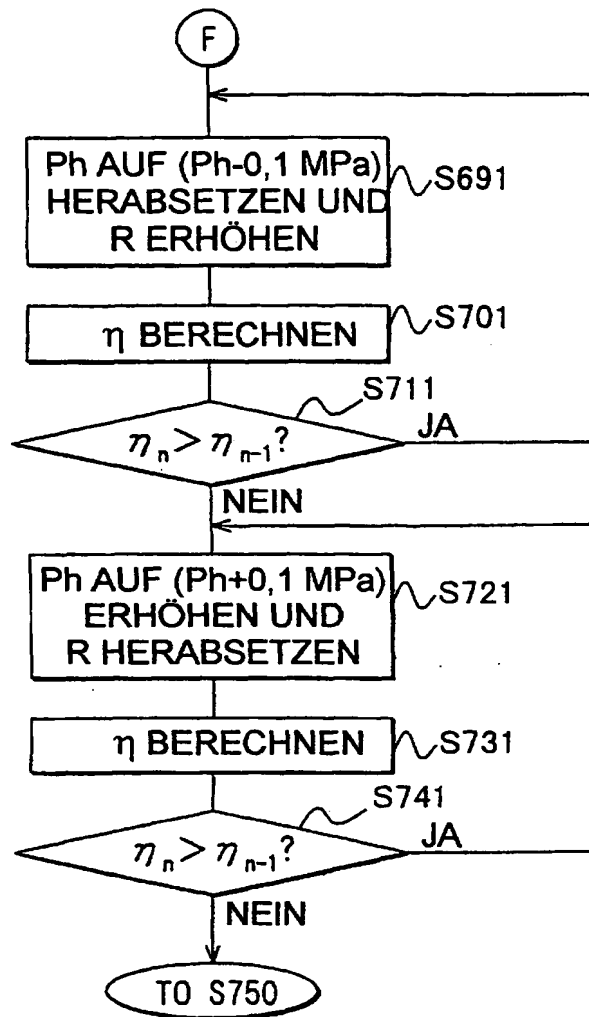 F
Ph AUF (Ph-0,1 MPa)
HERABSETZEN UND
R ERHÖHEN
S691
η BERECHNEN
S701
S711
ηn > ηn-1?
JA
NEIN
Ph AUF (Ph+0,1 MPa)
ERHÖHEN UND
R HERABSETZEN
S721
η BERECHNEN
S731
S741
ηn > ηn-1?
JA
NEIN
TO S750